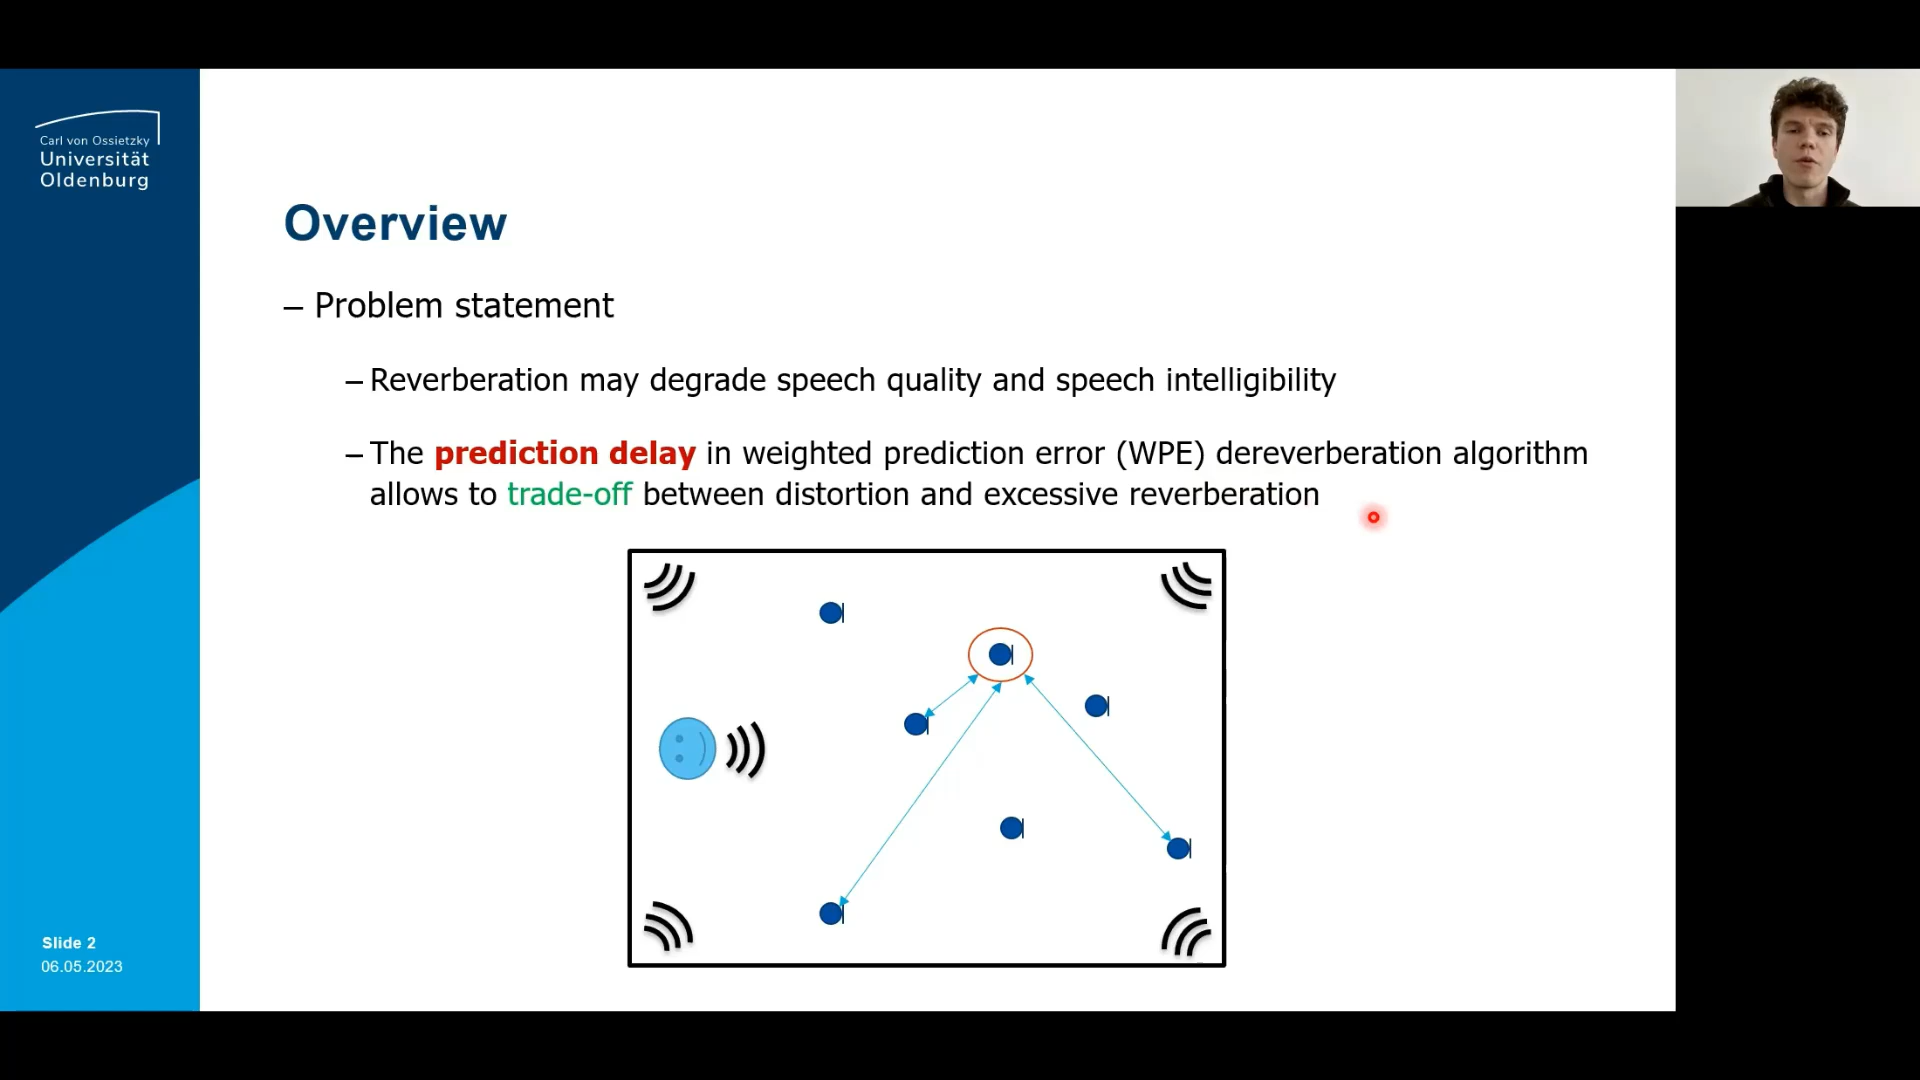 Carl von Ossietzky
Universität
Oldenburg
Overview
– Problem statement
– Reverberation may degrade speech quality and speech intelligibility
– The prediction delay in weighted prediction error (WPE) dereverberation algorithm
allows to trade-off between distortion and excessive reverberation
Slide 2
06.05.2023